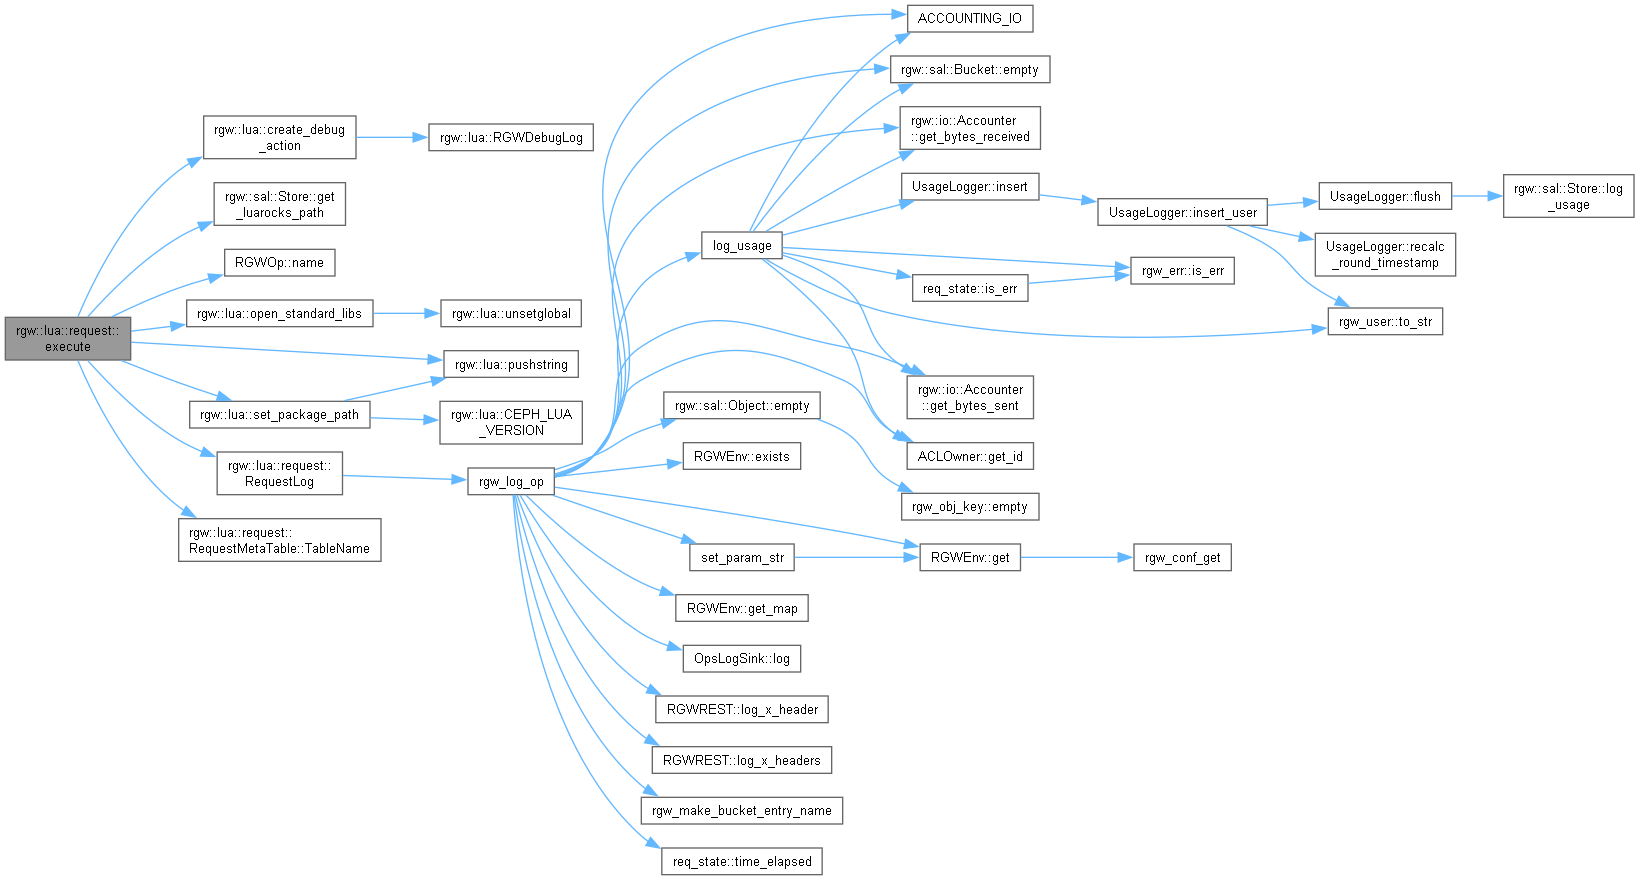 rgw::lua::request::
execute
rgw::lua::create_debug
_action
rgw::lua::RGWDebugLog
rgw::sal::Store::get
_luarocks_path
RGWOp::name
rgw::lua::open_standard_libs
rgw::lua::unsetglobal
rgw::lua::pushstring
rgw::lua::set_package_path
rgw::lua::CEPH_LUA
_VERSION
rgw::lua::request::
RequestLog
rgw_log_op
rgw::lua::request::
RequestMetaTable::TableName
ACCOUNTING_IO
rgw::sal::Bucket::empty
rgw::io::Accounter
::get_bytes_received
log_usage
UsageLogger::insert
UsageLogger::insert_user
UsageLogger::flush
rgw::sal::Store::log
_usage
UsageLogger::recalc
_round_timestamp
rgw_user::to_str
rgw_err::is_err
req_state::is_err
rgw::io::Accounter
::get_bytes_sent
ACLOwner::get_id
rgw::sal::Object::empty
rgw_obj_key::empty
RGWEnv::exists
set_param_str
RGWEnv::get
rgw_conf_get
RGWEnv::get_map
OpsLogSink::log
RGWREST::log_x_header
RGWREST::log_x_headers
rgw_make_bucket_entry_name
req_state::time_elapsed